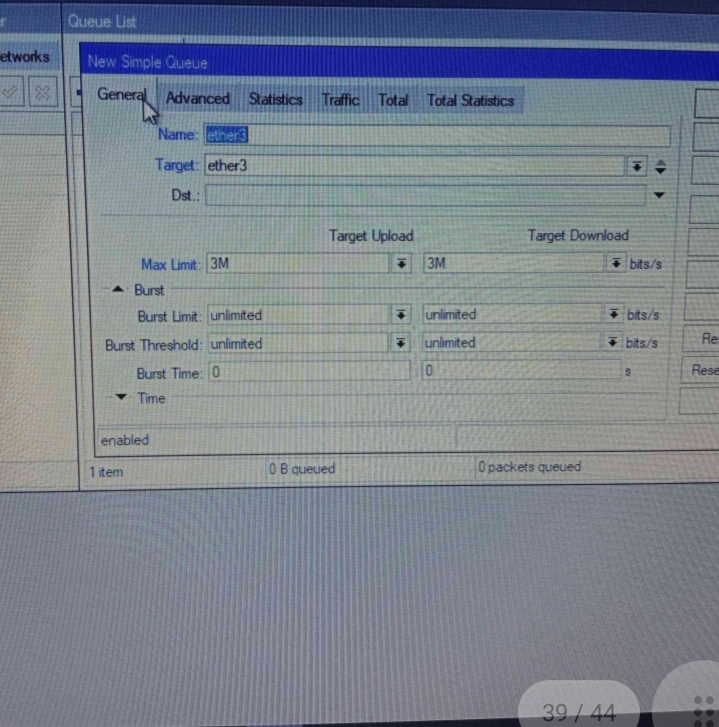 Queue List
etworks
New Simple Queue
General Advanced Statistics Traffic Total Total Statistics
Name: ether3
Target: ether3
Dst.:
Target Upload Target Download
Max Limit: 3M 3M bits/s
Burst
Burst Limit: unlimited unlimited bits/s
Burst Threshold: unlimited unlimited bits/s
Re
Burst Time: 0 0 s
Rese
Time
enabled
1 item 0 B queued 0 packets queued
39 / 44